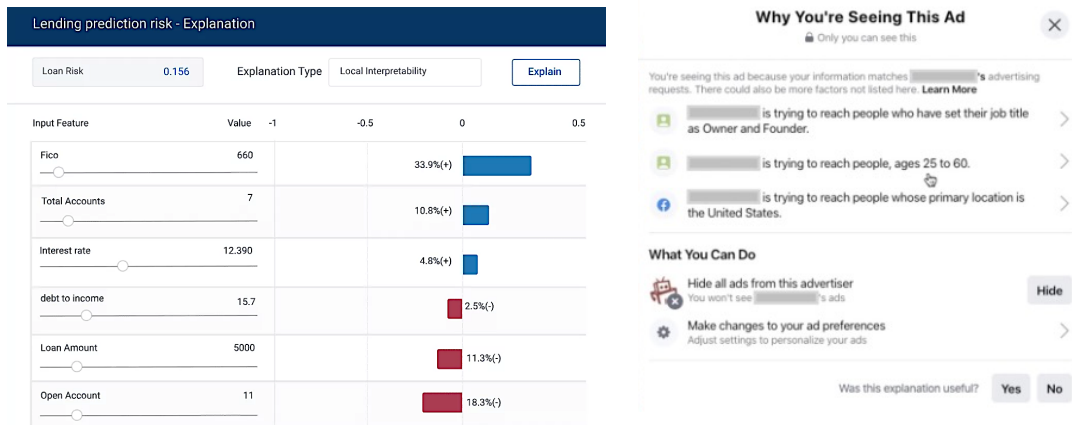 Lending prediction risk - Explanation
Loan Risk 0.156 Explanation Type Local Interpretability Explain
Input Feature Value -1 -0.5 0 0.5
Fico 660 33.9%(+)
Total Accounts 7 10.8%(+)
Interest rate 12.390 4.8%(+)
debt to income 15.7 2.5%(-)
Loan Amount 5000 11.3%(-)
Open Account 11 18.3%(-)
Why You're Seeing This Ad
Only you can see this
You're seeing this ad because your information matches 's advertising
requests. There could also be more factors not listed here. Learn More
is trying to reach people who have set their job title
as Owner and Founder.
is trying to reach people, ages 25 to 60.
is trying to reach people whose primary location is
the United States.
What You Can Do
Hide all ads from this advertiser
You won't see 's ads
Hide
Make changes to your ad preferences
Adjust settings to personalize your ads
Was this explanation useful? Yes No